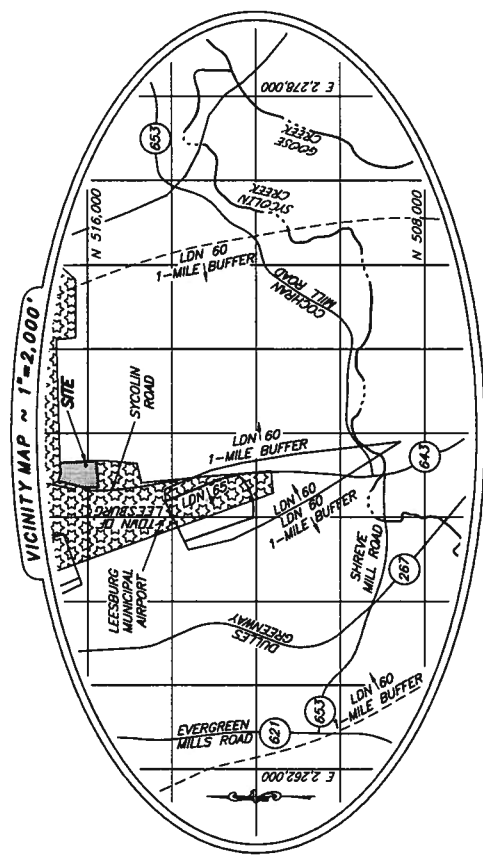 VICINITY MAP ~ 1"=2,000'
SITE
SYCOLIN
ROAD
TOWN OF
LEESBURG
LEESBURG
MUNICIPAL
AIRPORT
LDN 65
LDN 60
1-MILE BUFFER
LDN 60
1-MILE BUFFER
LDN 60
LDN 60
1-MILE BUFFER
LDN 60
1-MILE BUFFER
N 516,000
N 508,000
E 2,278,000
E 2,262,000
653
GOOSE
CREEK
SYCOLIN
CREEK
COCHRAN
MILL ROAD
643
SHREVE
MILL ROAD
267
DULLES
GREENWAY
653
EVERGREEN
MILLS ROAD
621